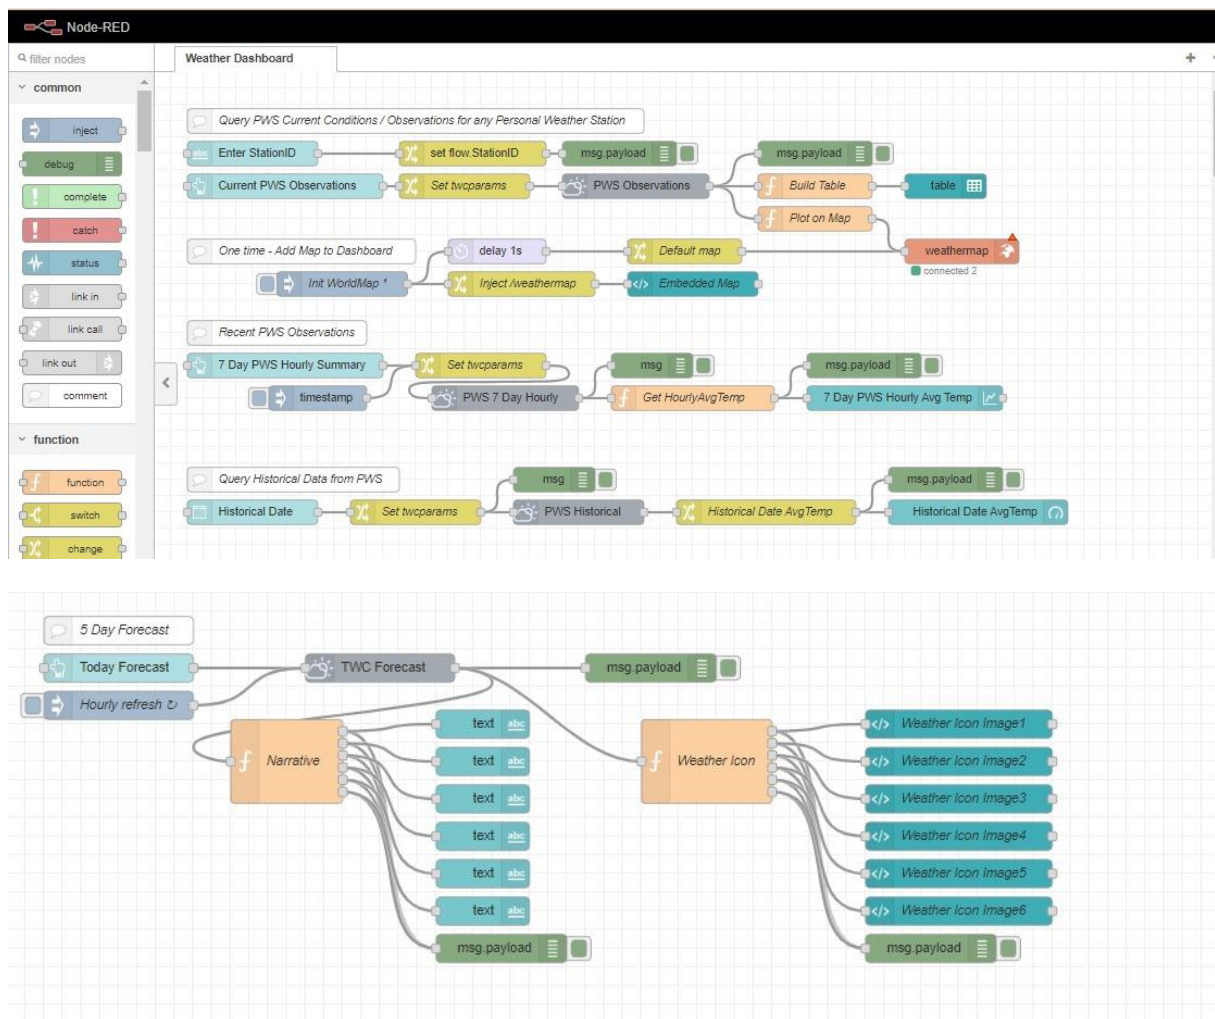 Node-RED
filter nodes
Weather Dashboard
common
inject
debug
complete
catch
status
link in
link call
link out
comment
function
function
switch
change
Query PWS Current Conditions / Observations for any Personal Weather Station
Enter StationID
set flow.StationID
msg.payload
msg.payload
Current PWS Observations
Set twcparams
PWS Observations
Build Table
table
Plot on Map
One time - Add Map to Dashboard
delay 1s
Default map
weathermap
connected 2
Init WorldMap *
Inject /weathermap
Embedded Map
Recent PWS Observations
7 Day PWS Hourly Summary
Set twcparams
msg
msg.payload
timestamp
PWS 7 Day Hourly
Get HourlyAvgTemp
7 Day PWS Hourly Avg Temp
Query Historical Data from PWS
msg
msg.payload
Historical Date
Set twcparams
PWS Historical
Historical Date AvgTemp
Historical Date AvgTemp
5 Day Forecast
Today Forecast
TWC Forecast
msg.payload
Hourly refresh ↻
Narrative
text abc
text abc
text abc
text abc
text abc
text abc
msg.payload
Weather Icon
Weather Icon Image1
Weather Icon Image2
Weather Icon Image3
Weather Icon Image4
Weather Icon Image5
Weather Icon Image6
msg.payload